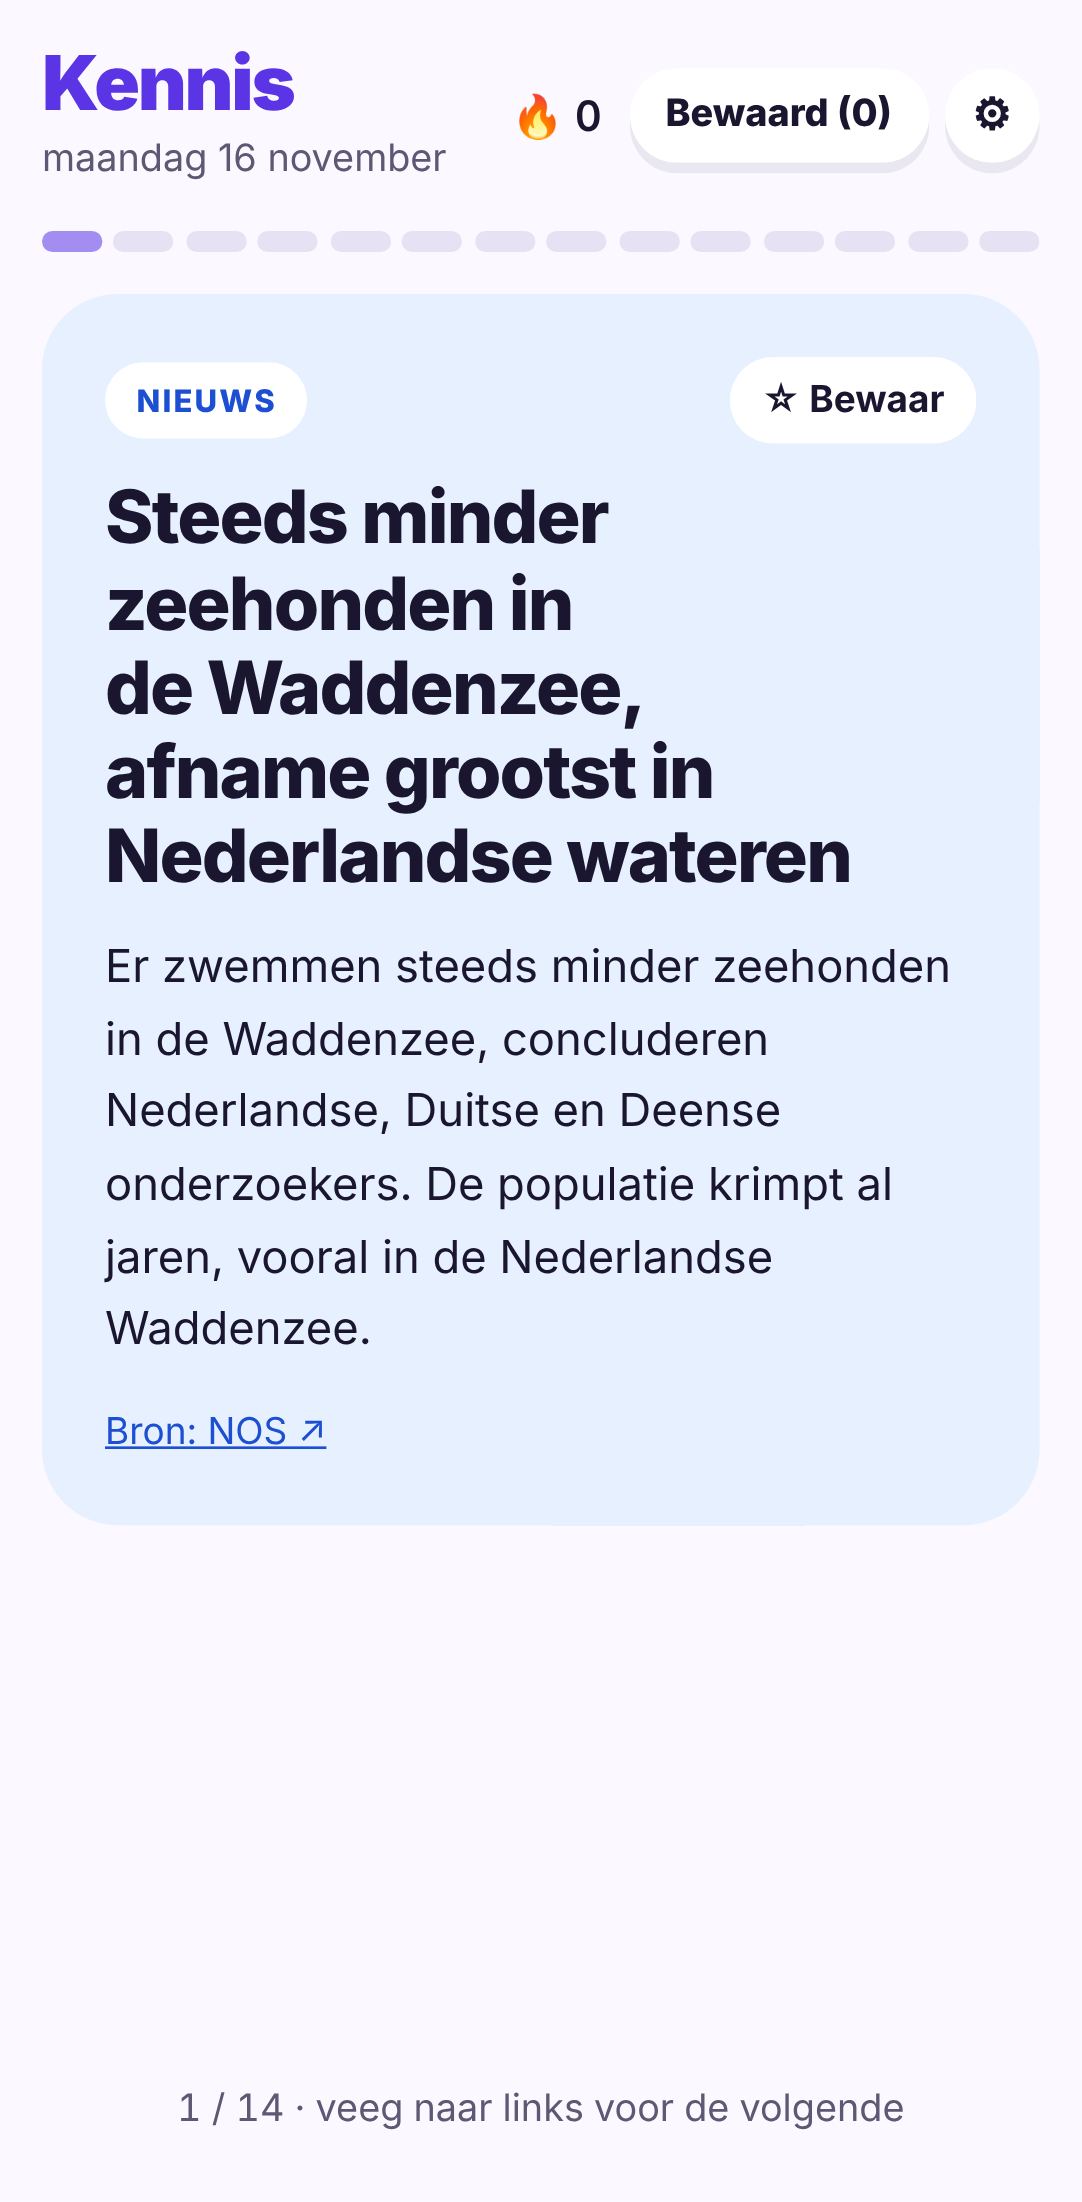 Kennis
maandag 16 november
🔥 0
Bewaard (0)
⚙
NIEUWS
☆ Bewaar
Steeds minder
zeehonden in
de Waddenzee,
afname grootst in
Nederlandse wateren
Er zwemmen steeds minder zeehonden
in de Waddenzee, concluderen
Nederlandse, Duitse en Deense
onderzoekers. De populatie krimpt al
jaren, vooral in de Nederlandse
Waddenzee.
Bron: NOS ↗
1 / 14 · veeg naar links voor de volgende